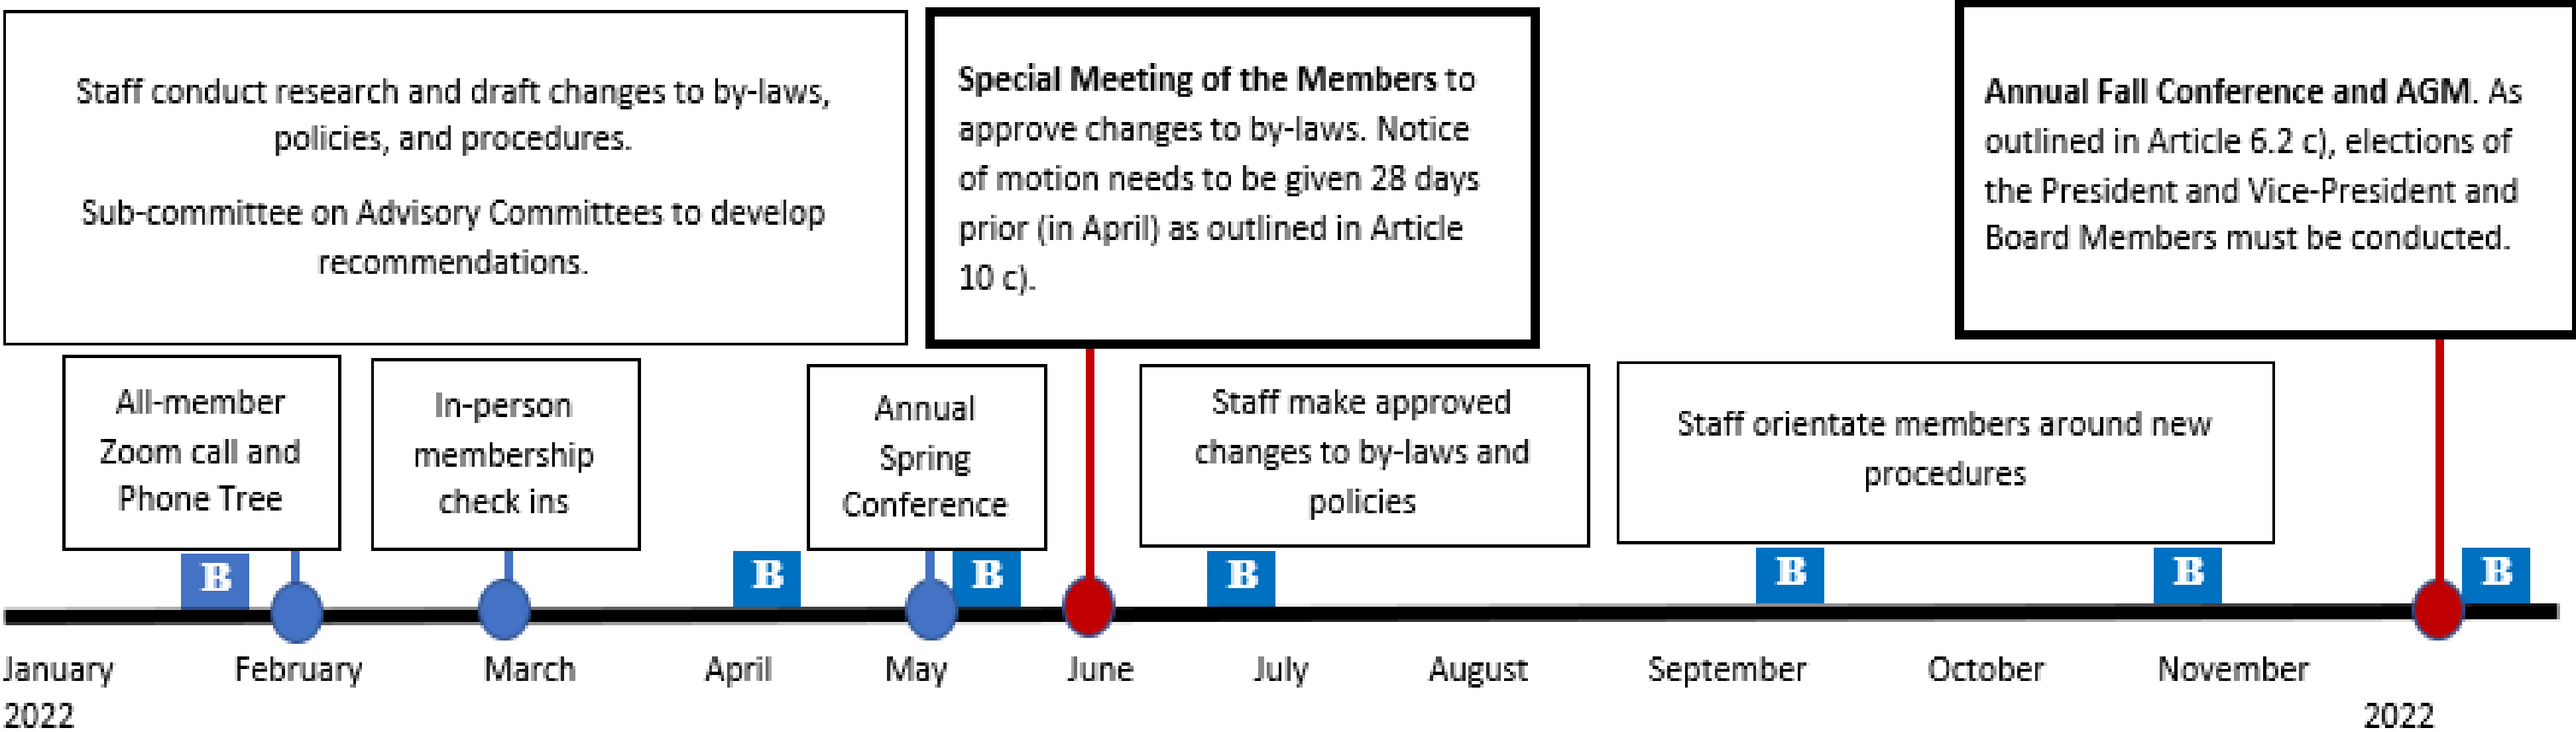 Staff conduct research and draft changes to by-laws,
policies, and procedures.
Sub-committee on Advisory Committees to develop
recommendations.
Special Meeting of the Members to
approve changes to by-laws. Notice
of motion needs to be given 28 days
prior (in April) as outlined in Article
10 c).
Annual Fall Conference and AGM. As
outlined in Article 6.2 c), elections of
the President and Vice-President and
Board Members must be conducted.
All-member
Zoom call and
Phone Tree
In-person
membership
check ins
Annual
Spring
Conference
Staff make approved
changes to by-laws and
policies
Staff orientate members around new
procedures
B
B
B
B
B
B
B
January
2022
February
March
April
May
June
July
August
September
October
November
2022